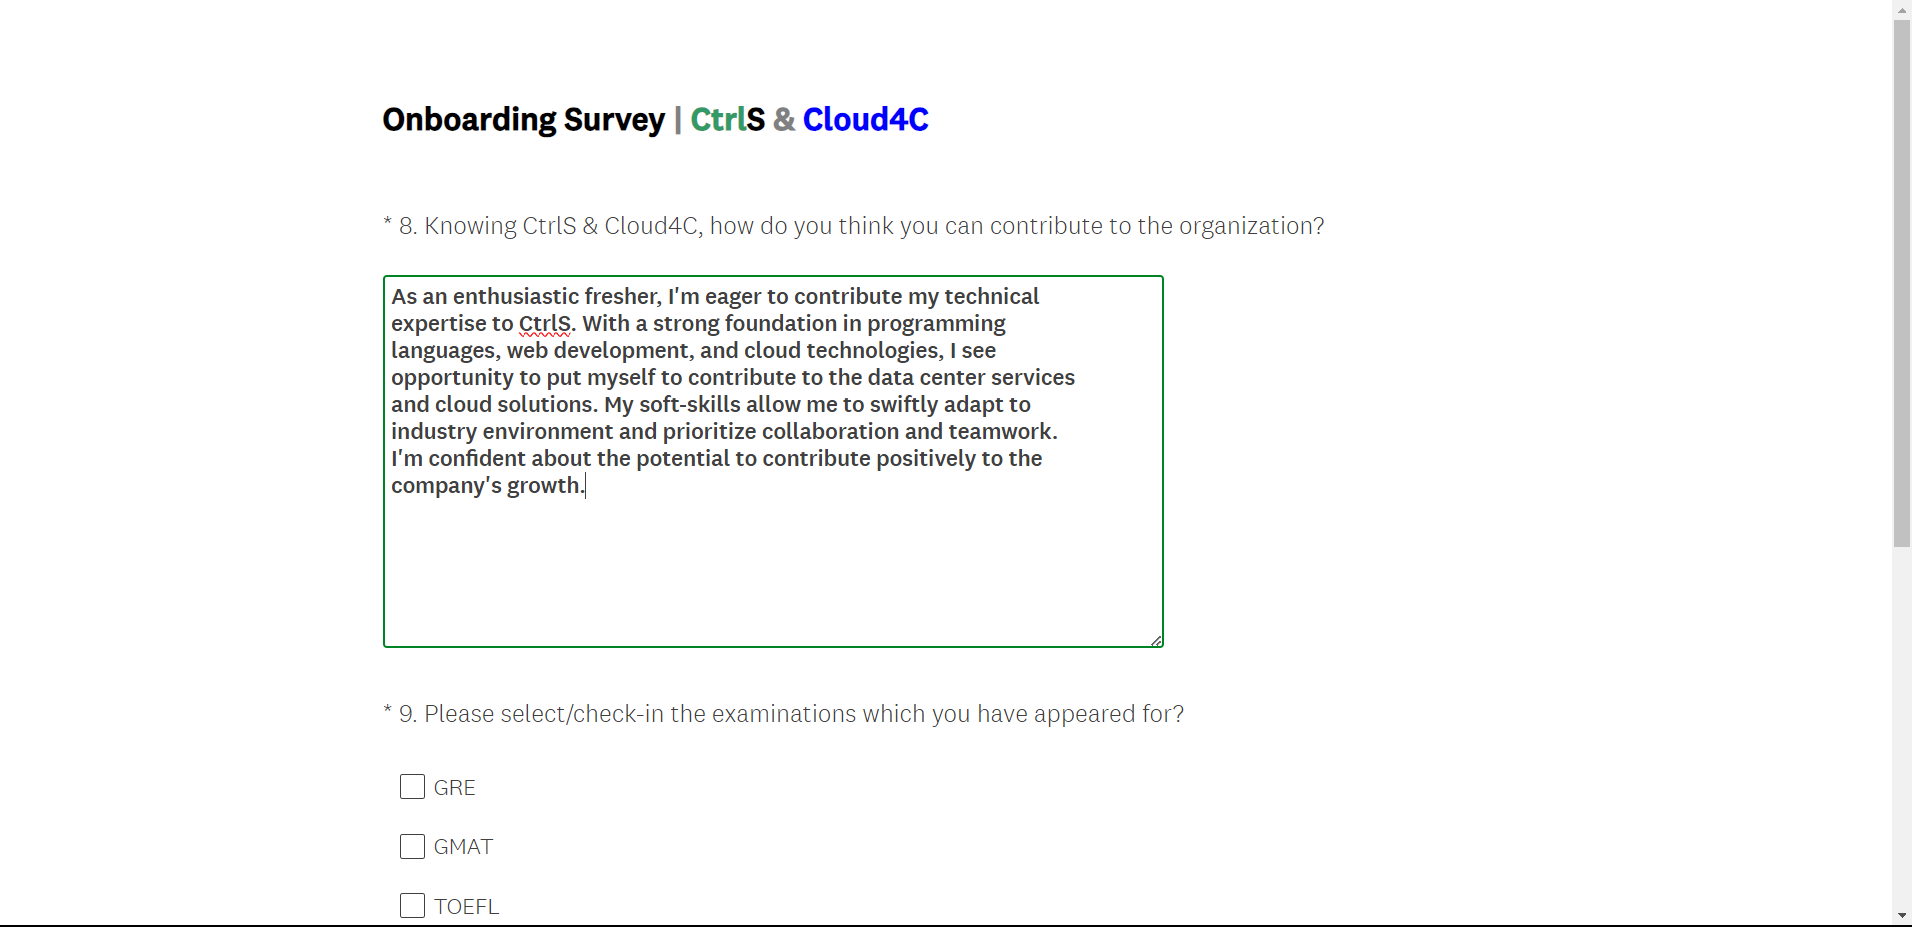 Onboarding Survey | CtrlS & Cloud4C
* 8. Knowing CtrlS & Cloud4C, how do you think you can contribute to the organization?
As an enthusiastic fresher, I'm eager to contribute my technical
expertise to CtrlS. With a strong foundation in programming
languages, web development, and cloud technologies, I see
opportunity to put myself to contribute to the data center services
and cloud solutions. My soft-skills allow me to swiftly adapt to
industry environment and prioritize collaboration and teamwork.
I'm confident about the potential to contribute positively to the
company's growth.
* 9. Please select/check-in the examinations which you have appeared for?
GRE
GMAT
TOEFL